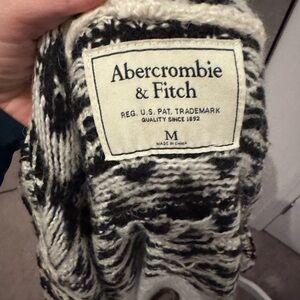 Abercrombie
& Fitch
REG. U.S. PAT. TRADEMARK
QUALITY SINCE 1892
M
MADE IN CHINA